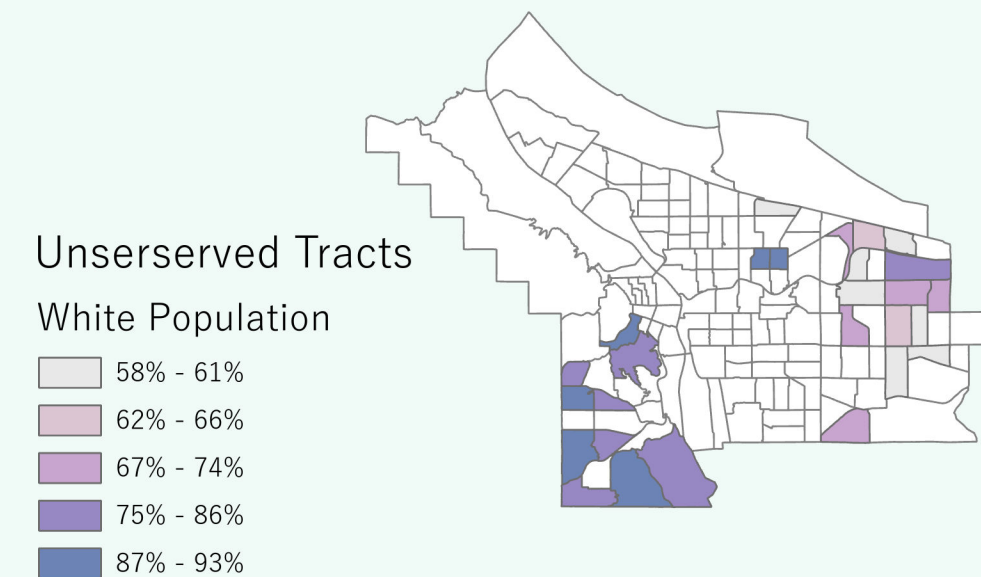 Unserserved Tracts
White Population
58% - 61%
62% - 66%
67% - 74%
75% - 86%
87% - 93%